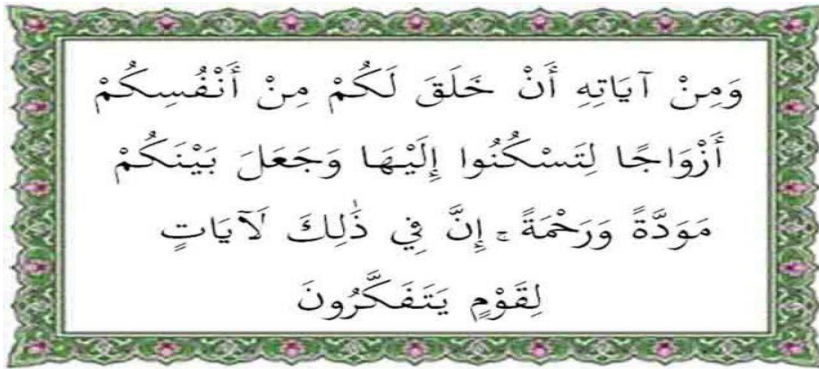 وَمِنْ آيَاتِهِ أَنْ خَلَقَ لَكُمْ مِنْ أَنْفُسِكُمْ
أَزْوَاجًا لِتَسْكُنُوا إِلَيْهَا وَجَعَلَ بَيْنَكُمْ
مَوَدَّةً وَرَحْمَةً ۚ إِنَّ فِي ذَٰلِكَ لَآيَاتٍ
لِقَوْمٍ يَتَفَكَّرُونَ